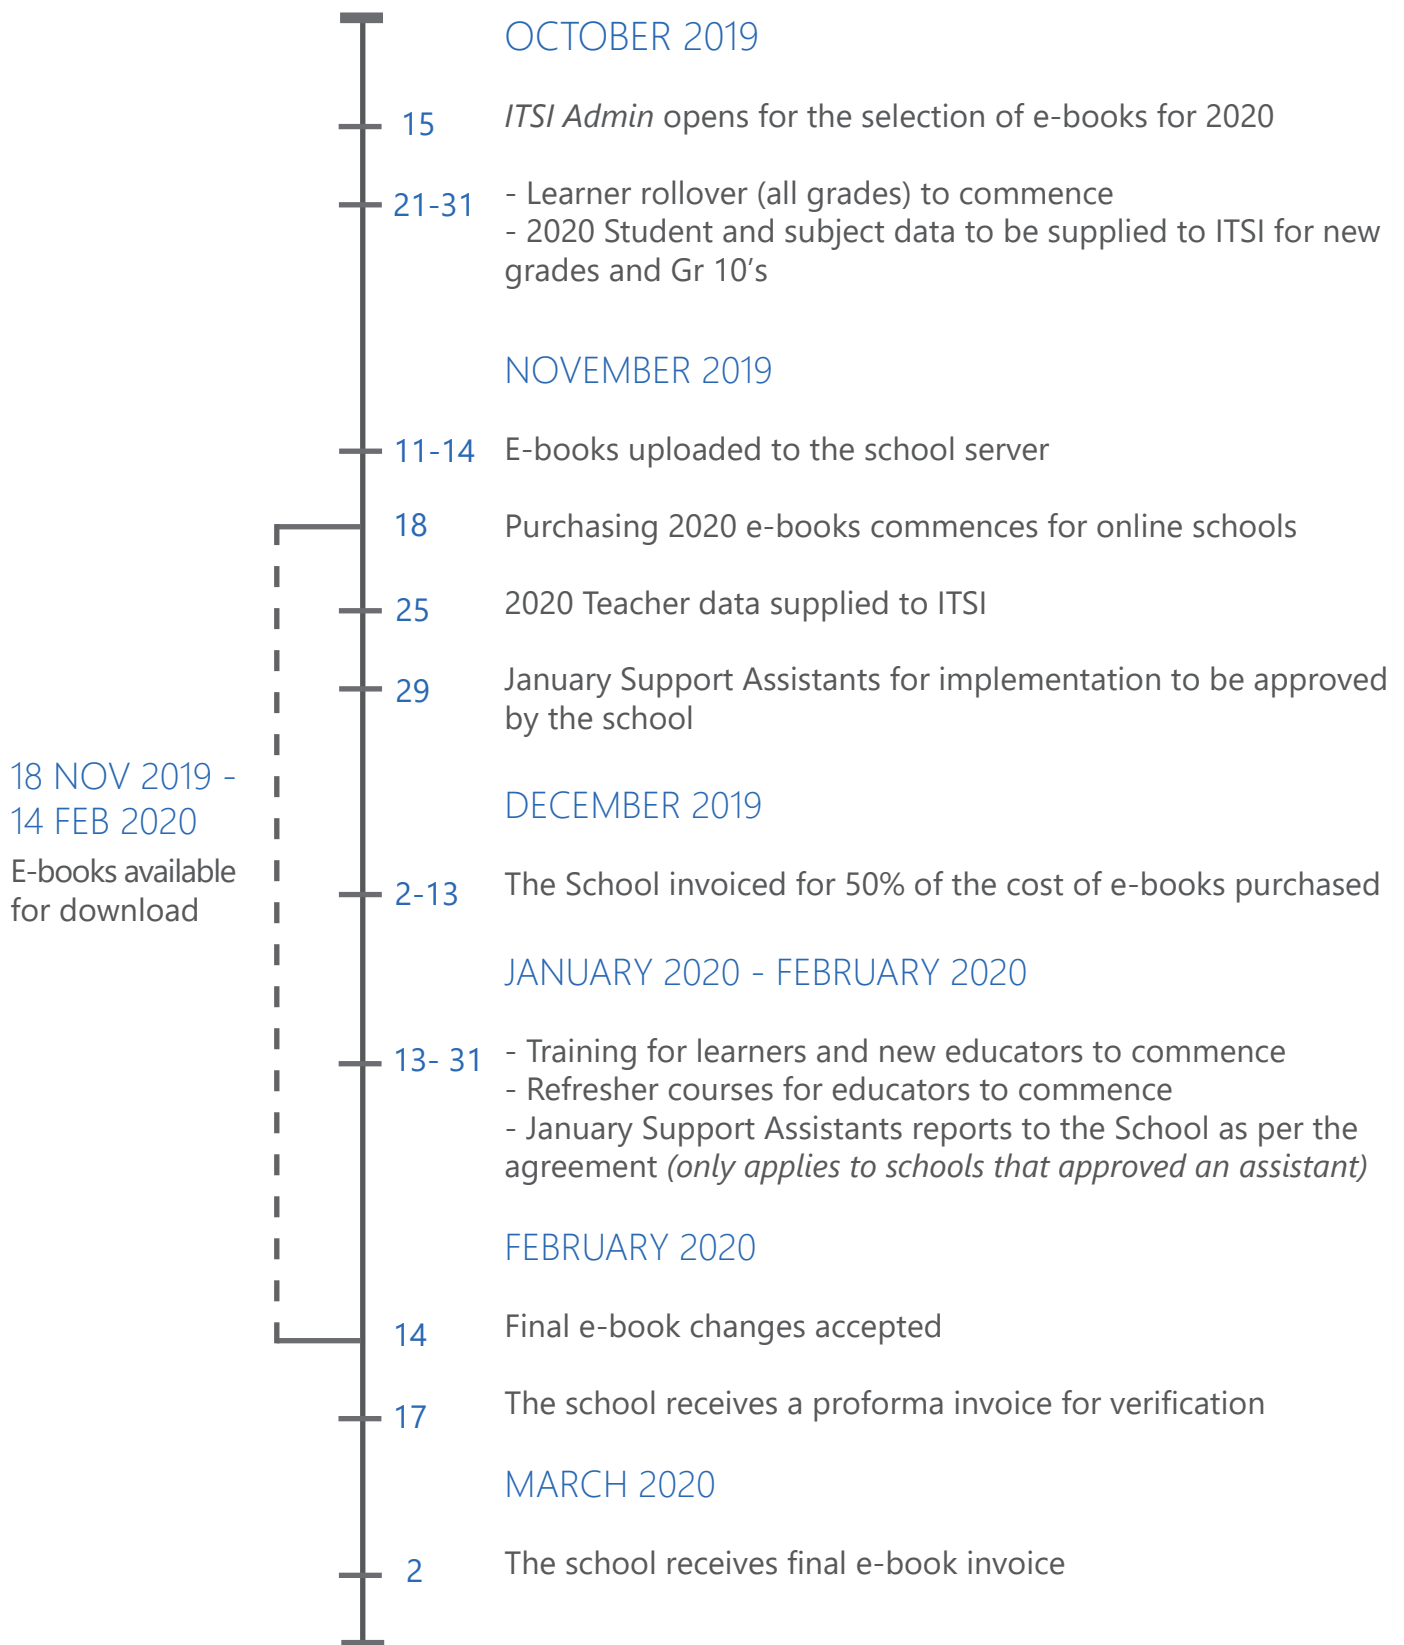 OCTOBER 2019
15
ITSI Admin opens for the selection of e-books for 2020
21-31
- Learner rollover (all grades) to commence
- 2020 Student and subject data to be supplied to ITSI for new
grades and Gr 10’s
NOVEMBER 2019
11-14
E-books uploaded to the school server
18
Purchasing 2020 e-books commences for online schools
25
2020 Teacher data supplied to ITSI
29
January Support Assistants for implementation to be approved
by the school
18 NOV 2019 -
14 FEB 2020
E-books available
for download
DECEMBER 2019
2-13
The School invoiced for 50% of the cost of e-books purchased
JANUARY 2020 - FEBRUARY 2020
13- 31
- Training for learners and new educators to commence
- Refresher courses for educators to commence
- January Support Assistants reports to the School as per the
agreement (only applies to schools that approved an assistant)
FEBRUARY 2020
14
Final e-book changes accepted
17
The school receives a proforma invoice for verification
MARCH 2020
2
The school receives final e-book invoice